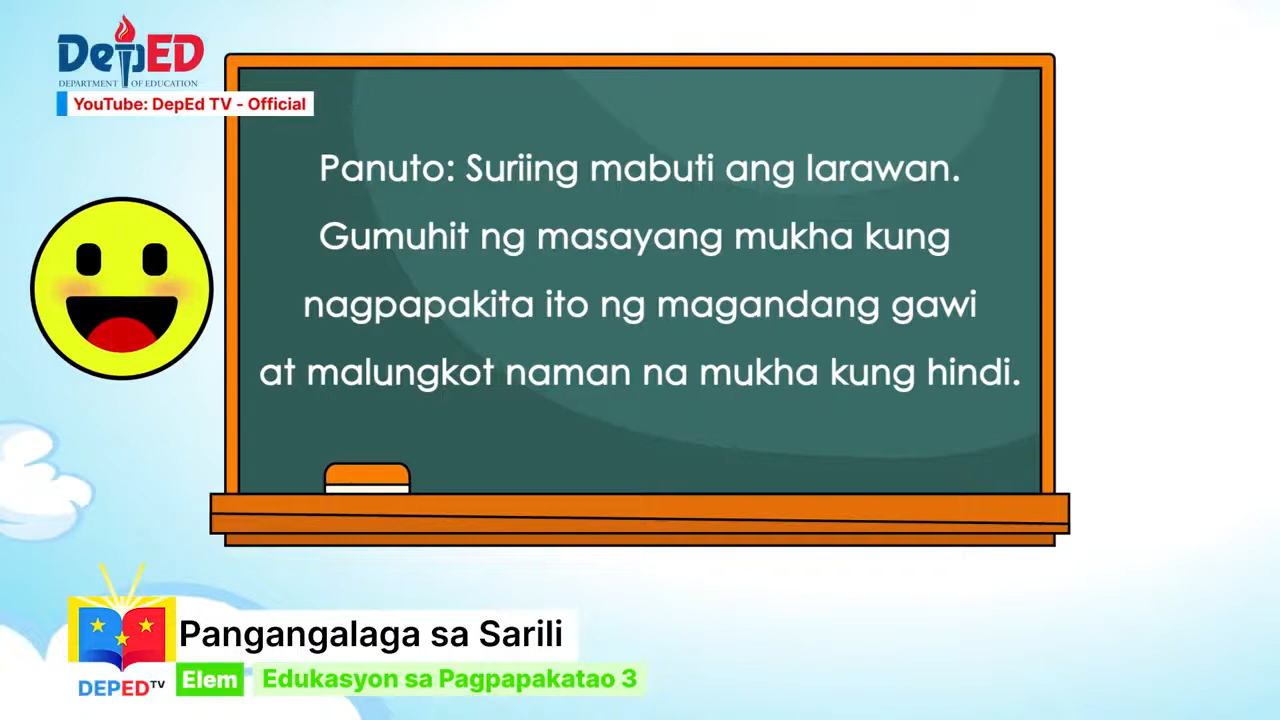 DepED
DEPARTMENT OF EDUCATION
YouTube: DepEd TV - Official
Panuto: Suriing mabuti ang larawan.
Gumuhit ng masayang mukha kung
nagpapakita ito ng magandang gawi
at malungkot naman na mukha kung hindi.
Pangangalaga sa Sarili
DEPED TV
Elem
Edukasyon sa Pagpapakatao 3